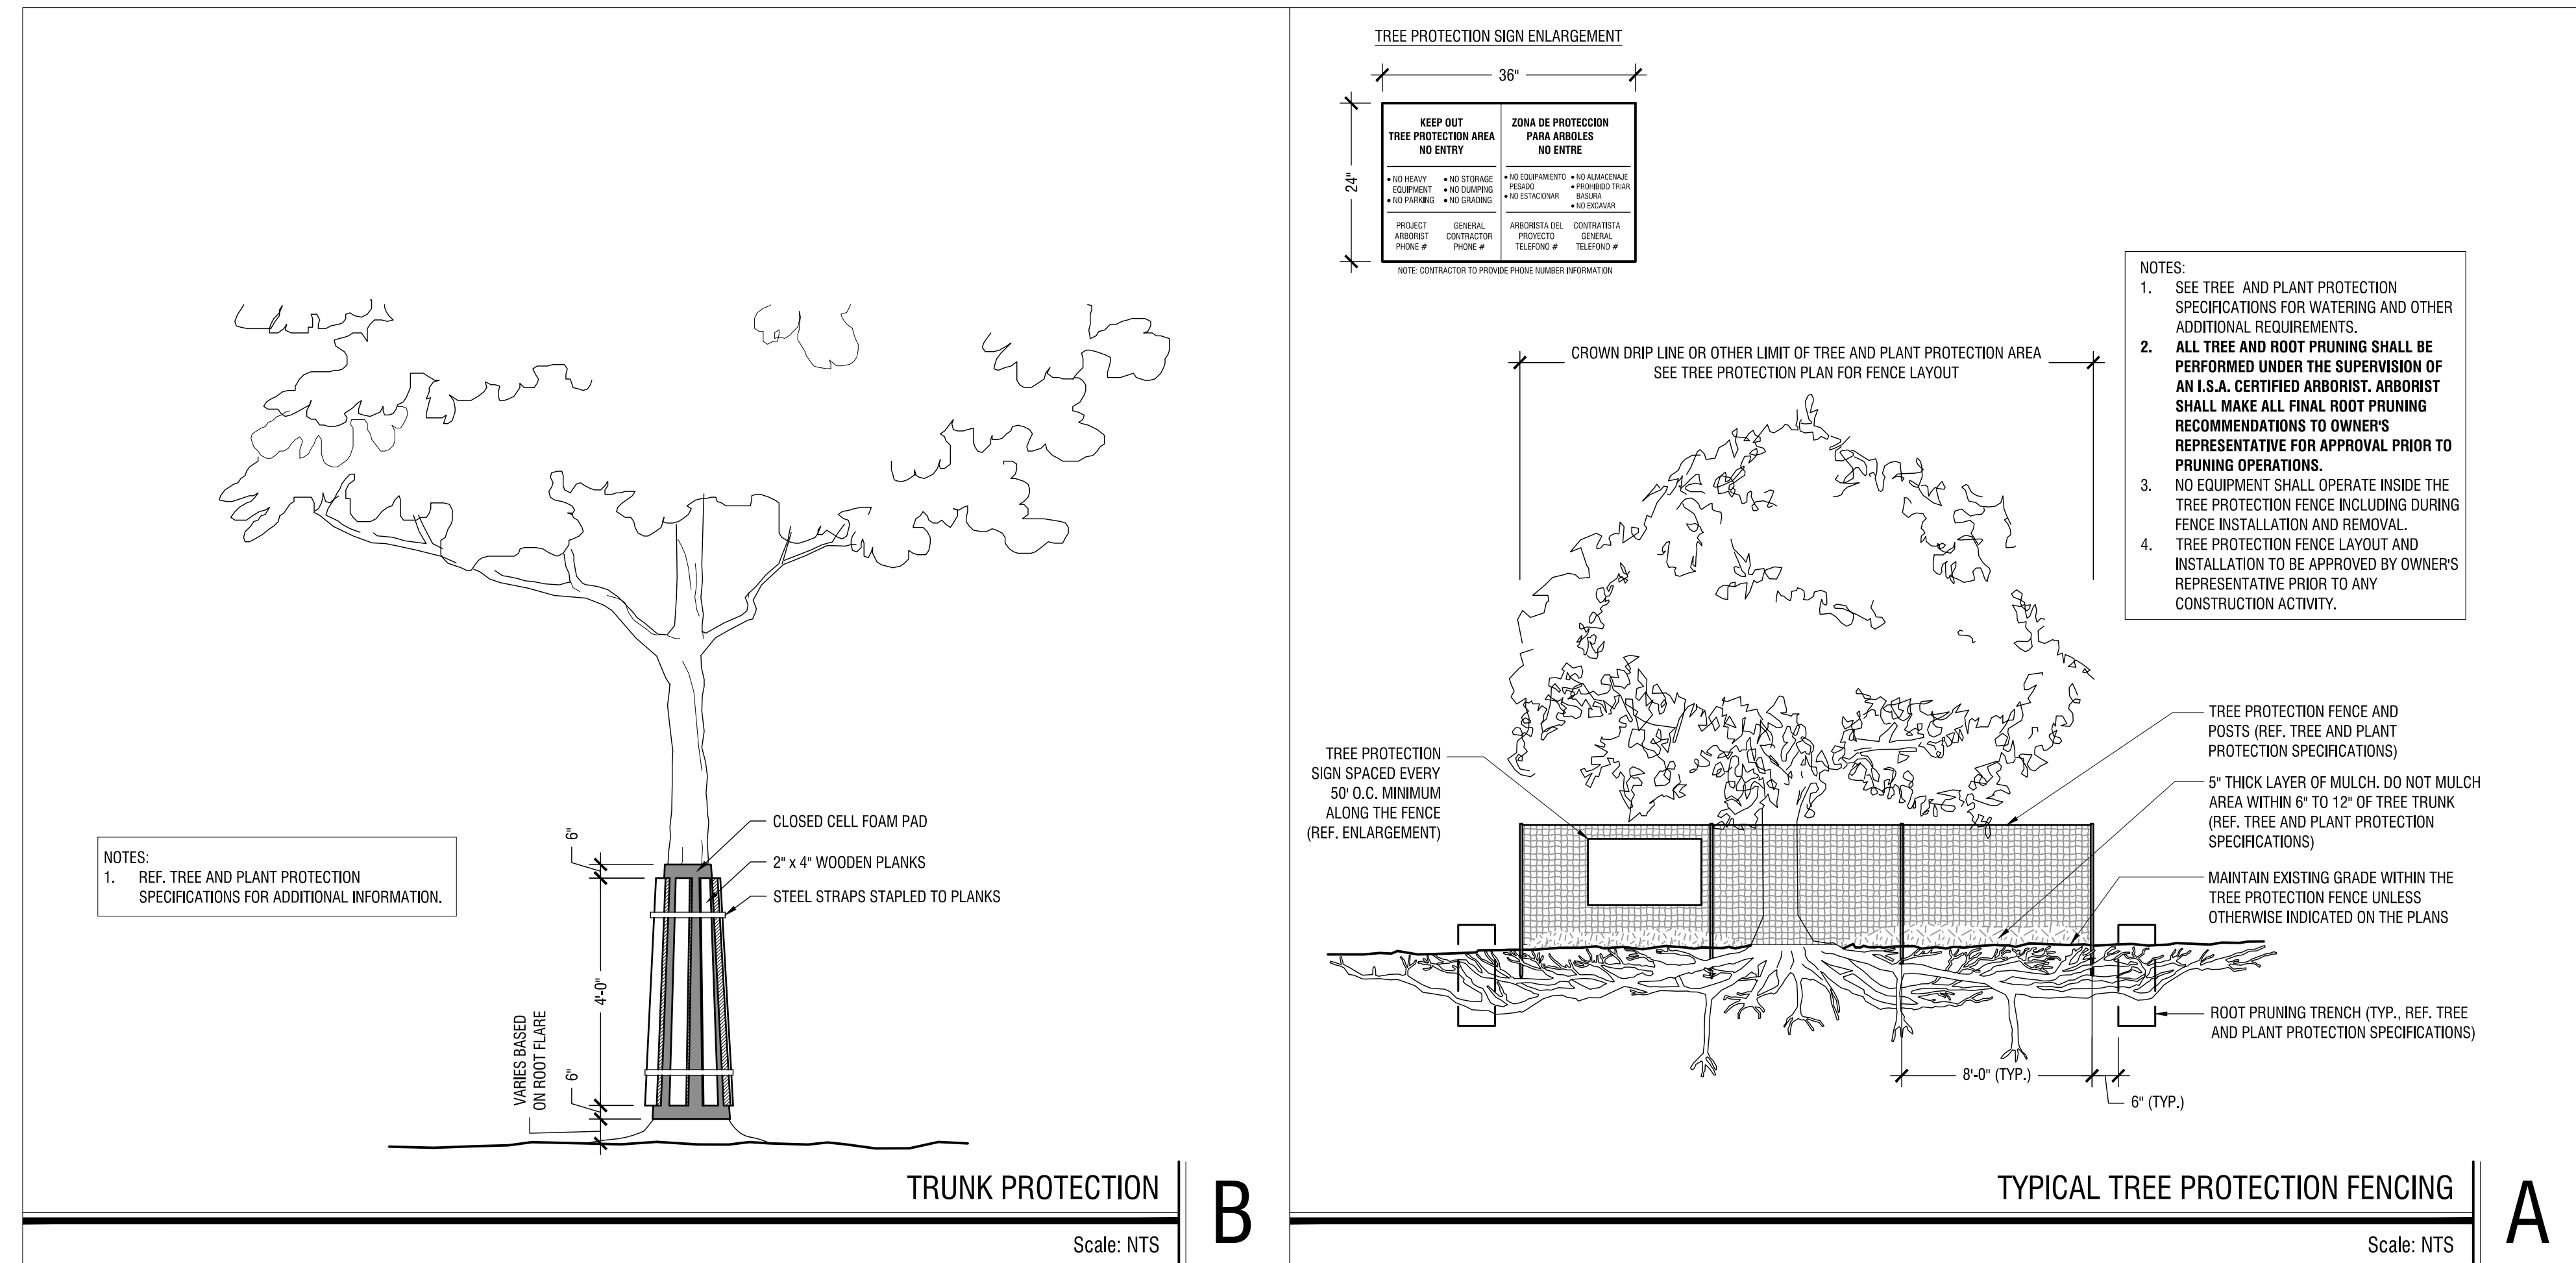 NOTES:
1. REF. TREE AND PLANT PROTECTION
SPECIFICATIONS FOR ADDITIONAL INFORMATION.
6"
4'-0"
6"
VARIES BASED
ON ROOT FLARE
CLOSED CELL FOAM PAD
2" x 4" WOODEN PLANKS
STEEL STRAPS STAPLED TO PLANKS
TRUNK PROTECTION
Scale: NTS
B
TREE PROTECTION SIGN ENLARGEMENT
36"
24"
KEEP OUT
TREE PROTECTION AREA
NO ENTRY
• NO HEAVY
EQUIPMENT
• NO PARKING
• NO STORAGE
• NO DUMPING
• NO GRADING
PROJECT
ARBORIST
PHONE #
GENERAL
CONTRACTOR
PHONE #
ZONA DE PROTECCION
PARA ARBOLES
NO ENTRE
• NO EQUIPAMIENTO
PESADO
• NO ESTACIONAR
• NO ALMACENAJE
• PROHIBIDO TRIAR
BASURA
• NO EXCAVAR
ARBORISTA DEL
PROYECTO
TELEFONO #
CONTRATISTA
GENERAL
TELEFONO #
NOTE: CONTRACTOR TO PROVIDE PHONE NUMBER INFORMATION
NOTES:
1. SEE TREE AND PLANT PROTECTION
SPECIFICATIONS FOR WATERING AND OTHER
ADDITIONAL REQUIREMENTS.
2. ALL TREE AND ROOT PRUNING SHALL BE
PERFORMED UNDER THE SUPERVISION OF
AN I.S.A. CERTIFIED ARBORIST. ARBORIST
SHALL MAKE ALL FINAL ROOT PRUNING
RECOMMENDATIONS TO OWNER'S
REPRESENTATIVE FOR APPROVAL PRIOR TO
PRUNING OPERATIONS.
3. NO EQUIPMENT SHALL OPERATE INSIDE THE
TREE PROTECTION FENCE INCLUDING DURING
FENCE INSTALLATION AND REMOVAL.
4. TREE PROTECTION FENCE LAYOUT AND
INSTALLATION TO BE APPROVED BY OWNER'S
REPRESENTATIVE PRIOR TO ANY
CONSTRUCTION ACTIVITY.
CROWN DRIP LINE OR OTHER LIMIT OF TREE AND PLANT PROTECTION AREA
SEE TREE PROTECTION PLAN FOR FENCE LAYOUT
TREE PROTECTION
SIGN SPACED EVERY
50' O.C. MINIMUM
ALONG THE FENCE
(REF. ENLARGEMENT)
TREE PROTECTION FENCE AND
POSTS (REF. TREE AND PLANT
PROTECTION SPECIFICATIONS)
5" THICK LAYER OF MULCH. DO NOT MULCH
AREA WITHIN 6" TO 12" OF TREE TRUNK
(REF. TREE AND PLANT PROTECTION
SPECIFICATIONS)
MAINTAIN EXISTING GRADE WITHIN THE
TREE PROTECTION FENCE UNLESS
OTHERWISE INDICATED ON THE PLANS
ROOT PRUNING TRENCH (TYP., REF. TREE
AND PLANT PROTECTION SPECIFICATIONS)
8'-0" (TYP.)
6" (TYP.)
TYPICAL TREE PROTECTION FENCING
Scale: NTS
A